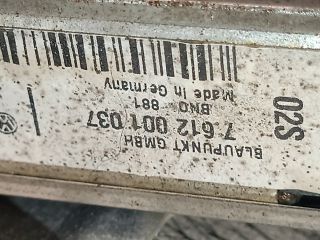 BLAUPUNKT GMBH
7 612 001 037
BNO 881
Made in Germany
02S